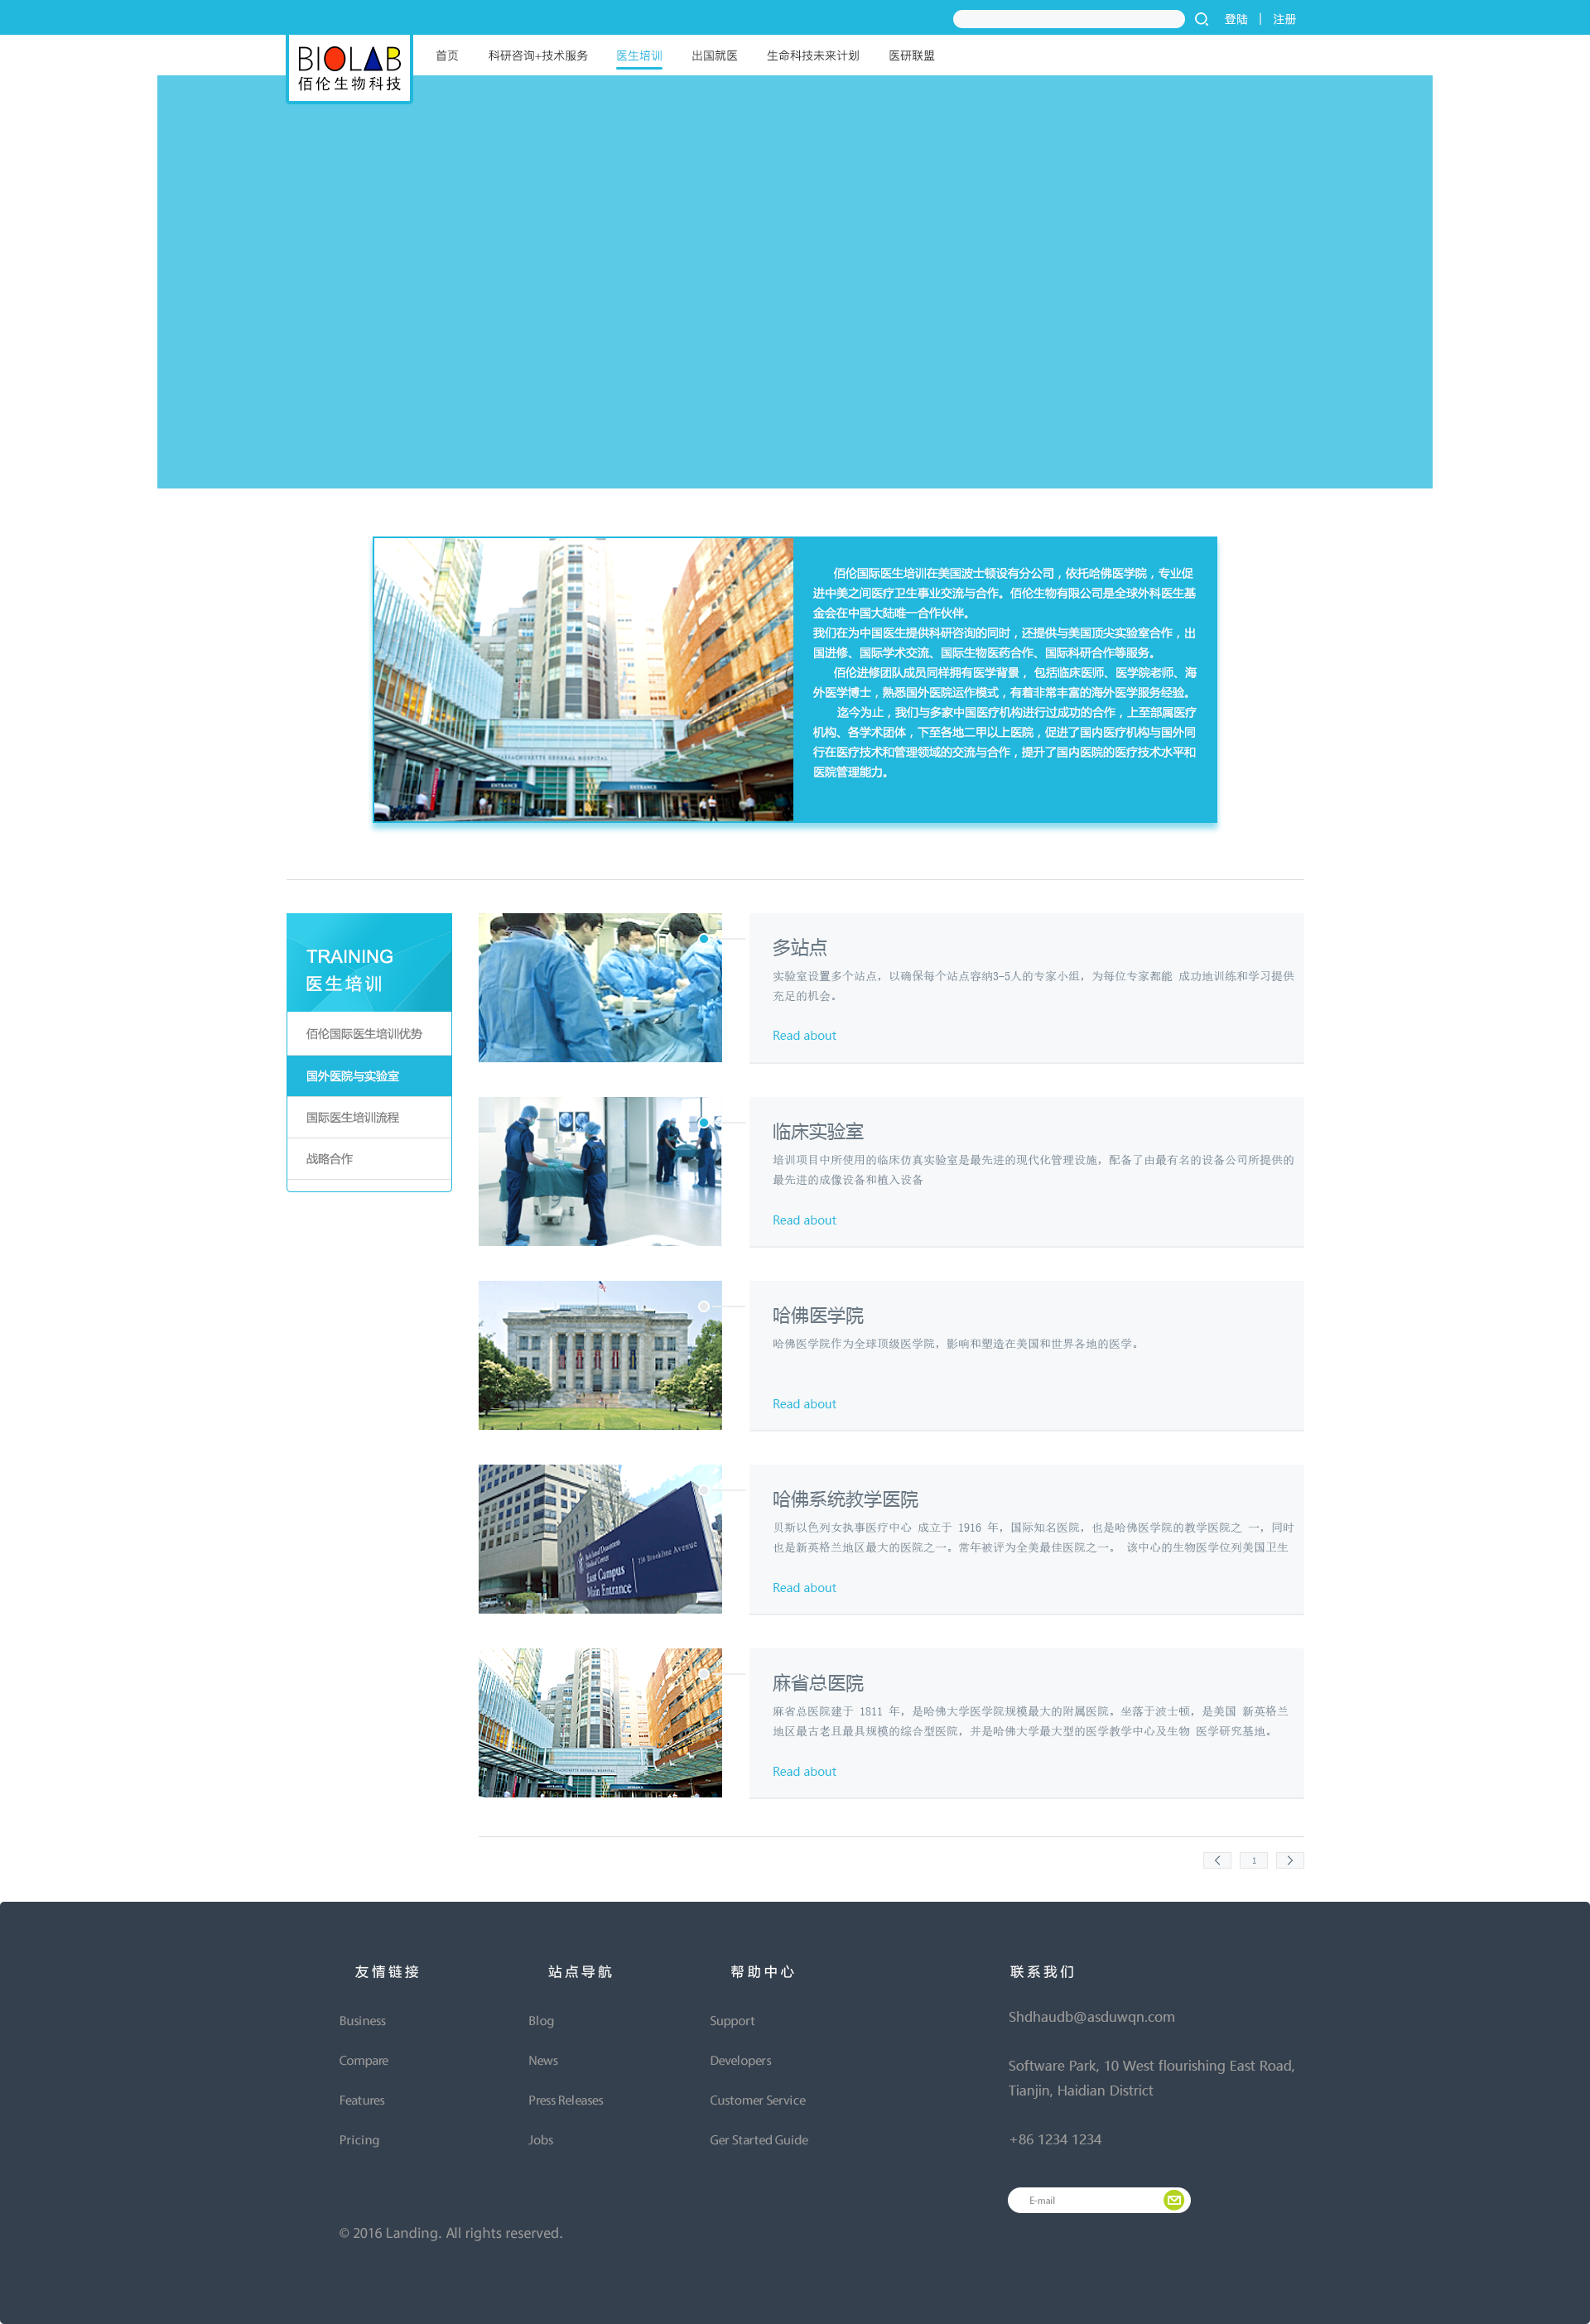 登陆 | 注册
BIOLAB
佰伦生物科技
首页 科研咨询+技术服务 医生培训 出国就医 生命科技未来计划 医研联盟
佰伦国际医生培训在美国波士顿设有分公司，依托哈佛医学院，专业促
进中美之间医疗卫生事业交流与合作。佰伦生物有限公司是全球外科医生基
金会在中国大陆唯一合作伙伴。
我们在为中国医生提供科研咨询的同时，还提供与美国顶尖实验室合作，出
国进修、国际学术交流、国际生物医药合作、国际科研合作等服务。
佰伦进修团队成员同样拥有医学背景， 包括临床医师、医学院老师、海
外医学博士，熟悉国外医院运作模式，有着非常丰富的海外医学服务经验。
迄今为止，我们与多家中国医疗机构进行过成功的合作，上至部属医疗
机构、各学术团体，下至各地二甲以上医院，促进了国内医疗机构与国外同
行在医疗技术和管理领域的交流与合作，提升了国内医院的医疗技术水平和
医院管理能力。
MASSACHUSETTS GENERAL HOSPITAL
ENTRANCE
ENTRANCE
TRAINING
医生培训
佰伦国际医生培训优势
国外医院与实验室
国际医生培训流程
战略合作
多站点
实验室设置多个站点，以确保每个站点容纳3-5人的专家小组，为每位专家都能 成功地训练和学习提供
充足的机会。
Read about
临床实验室
培训项目中所使用的临床仿真实验室是最先进的现代化管理设施，配备了由最有名的设备公司所提供的
最先进的成像设备和植入设备
Read about
哈佛医学院
哈佛医学院作为全球顶级医学院，影响和塑造在美国和世界各地的医学。
Read about
East Campus
Main Entrance
330 Brookline Avenue
哈佛系统教学医院
贝斯以色列女执事医疗中心 成立于 1916 年，国际知名医院，也是哈佛医学院的教学医院之 一，同时
也是新英格兰地区最大的医院之一。常年被评为全美最佳医院之一。 该中心的生物医学位列美国卫生
Read about
麻省总医院
麻省总医院建于 1811 年，是哈佛大学医学院规模最大的附属医院。坐落于波士顿，是美国 新英格兰
地区最古老且最具规模的综合型医院，并是哈佛大学最大型的医学教学中心及生物 医学研究基地。
Read about
1
友情链接 站点导航 帮助中心 联系我们
Business Blog Support
Compare News Developers
Features Press Releases Customer Service
Pricing Jobs Ger Started Guide
Shdhaudb@asduwqn.com
Software Park, 10 West flourishing East Road,
Tianjin, Haidian District
+86 1234 1234
E-mail
© 2016 Landing. All rights reserved.